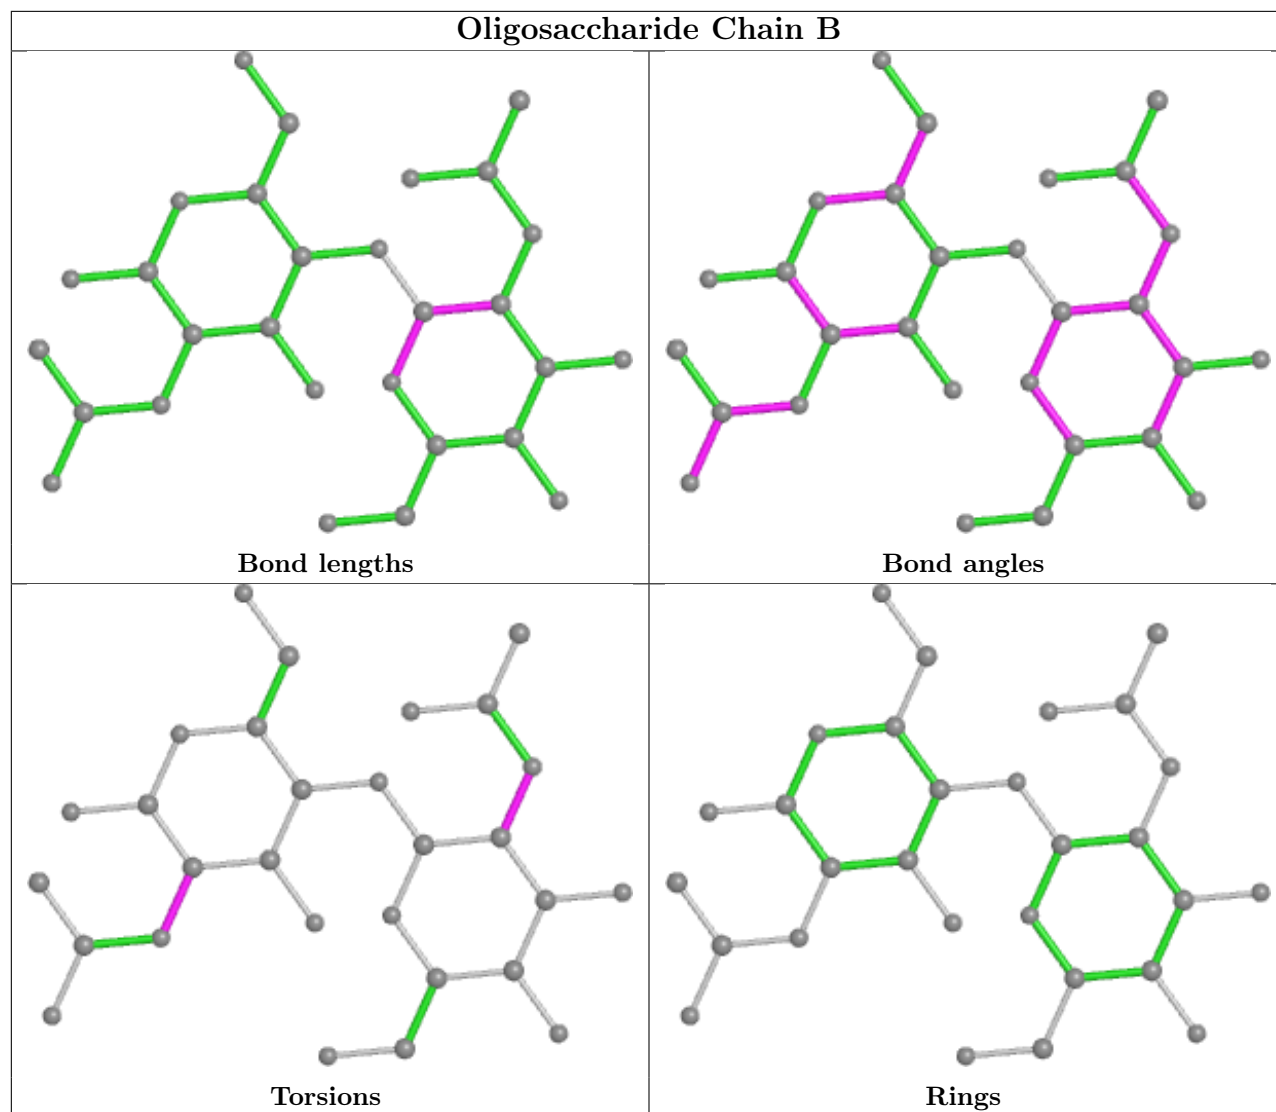 Oligosaccharide Chain B
Bond lengths
Bond angles
Torsions
Rings